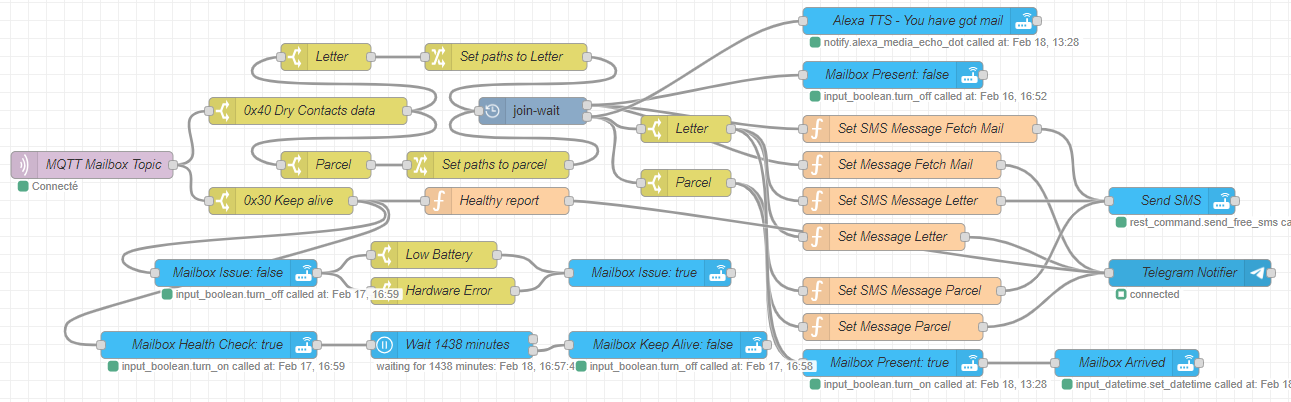 Alexa TTS - You have got mail
notify.alexa_media_echo_dot called at: Feb 18, 13:28
Letter
Set paths to Letter
Mailbox Present: false
input_boolean.turn_off called at: Feb 16, 16:52
0x40 Dry Contacts data
join-wait
Letter
Set SMS Message Fetch Mail
MQTT Mailbox Topic
Connecté
Parcel
Set paths to parcel
Set Message Fetch Mail
Parcel
0x30 Keep alive
Healthy report
Set SMS Message Letter
Send SMS
rest_command.send_free_sms ca
Set Message Letter
Low Battery
Mailbox Issue: false
input_boolean.turn_off called at: Feb 17, 16:59
Mailbox Issue: true
Telegram Notifier
connected
Hardware Error
Set SMS Message Parcel
Set Message Parcel
Mailbox Health Check: true
input_boolean.turn_on called at: Feb 17, 16:59
Wait 1438 minutes
waiting for 1438 minutes: Feb 18, 16:57:4
Mailbox Keep Alive: false
input_boolean.turn_off called at: Feb 17, 16:58
Mailbox Present: true
input_boolean.turn_on called at: Feb 18, 13:28
Mailbox Arrived
input_datetime.set_datetime called at: Feb 18